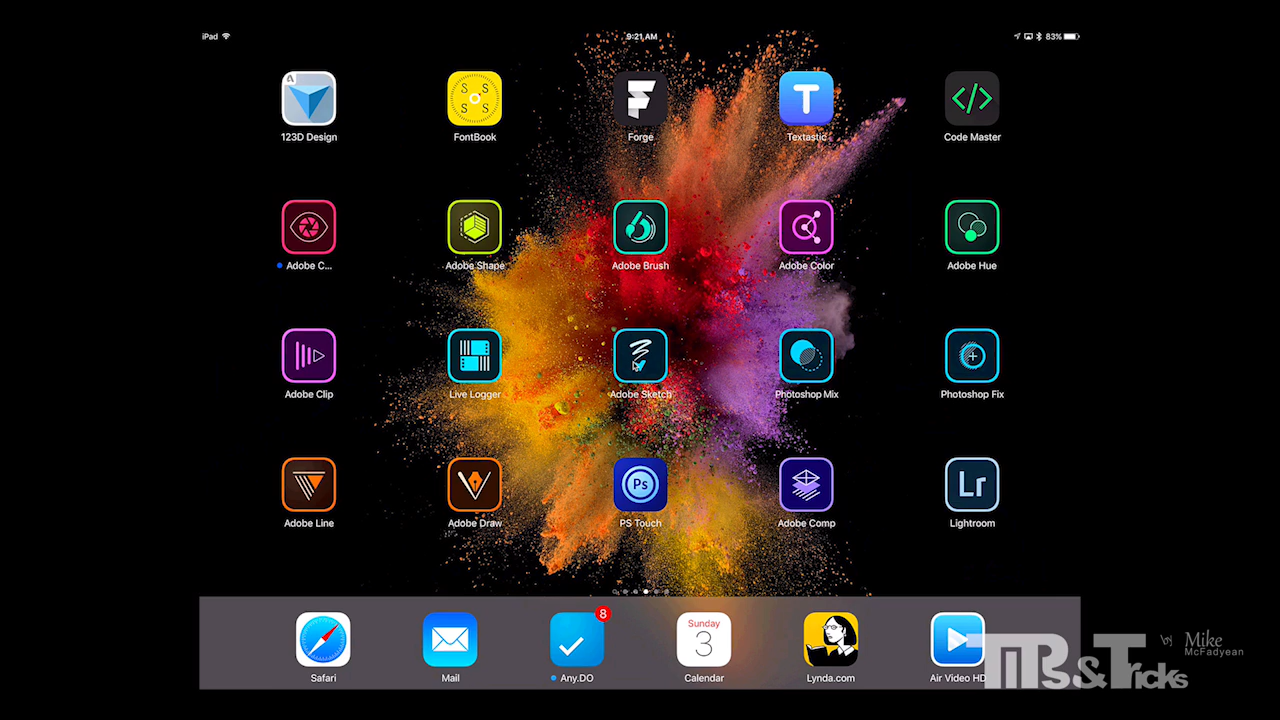 iPad 9:21 AM 83%
123D Design FontBook Forge Textastic Code Master
Adobe C... Adobe Shape Adobe Brush Adobe Color Adobe Hue
Adobe Clip Live Logger Adobe Sketch Photoshop Mix Photoshop Fix
Ps Lr
Adobe Line Adobe Draw PS Touch Adobe Comp Lightroom
8
Sunday
3
Safari Mail Any.DO Calendar Lynda.com Air Video HD
TIPS & TRICKS by Mike McFadyean